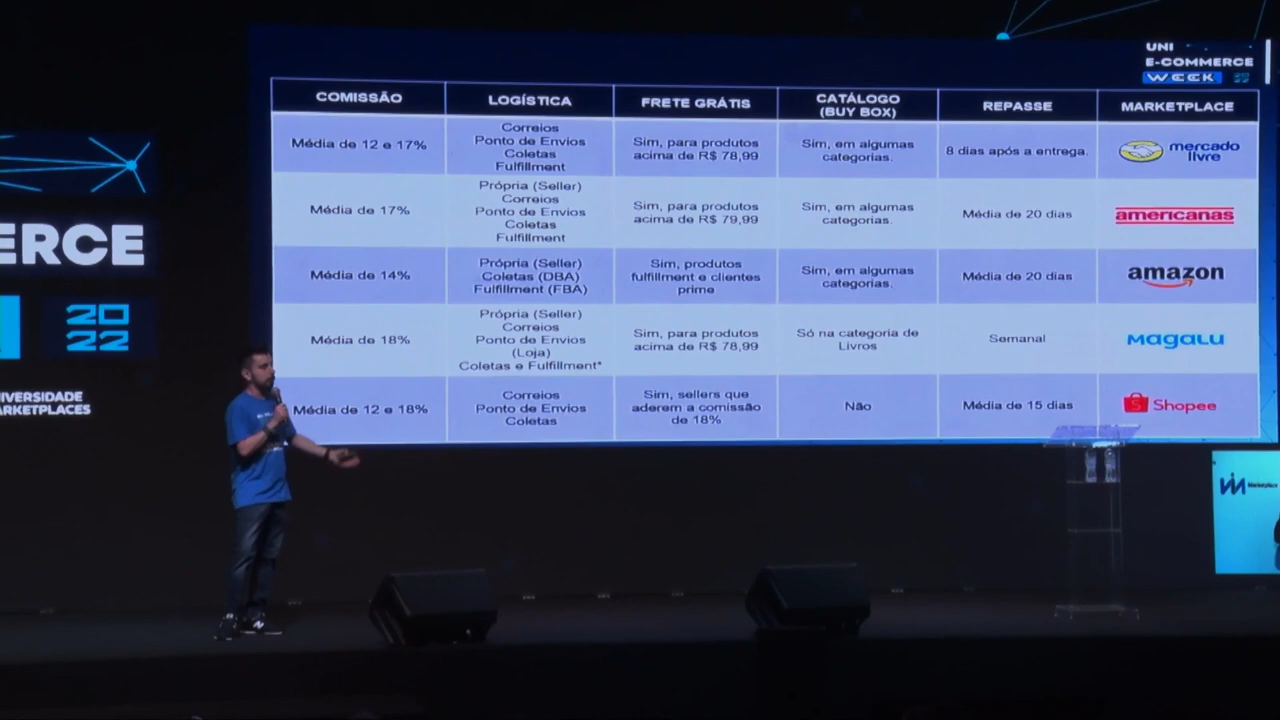 UNI
E-COMMERCE
WEEK 22
COMISSÃO
LOGÍSTICA
FRETE GRÁTIS
CATÁLOGO
(BUY BOX)
REPASSE
MARKETPLACE
Média de 12 e 17%
Correios
Ponto de Envios
Coletas
Fulfillment
Sim, para produtos
acima de R$ 78,99
Sim, em algumas
categorias.
8 dias após a entrega.
mercado
livre
Média de 17%
Própria (Seller)
Correios
Ponto de Envios
Coletas
Fulfillment
Sim, para produtos
acima de R$ 79,99
Sim, em algumas
categorias.
Média de 20 dias
americanas
Média de 14%
Própria (Seller)
Coletas (DBA)
Fulfillment (FBA)
Sim, produtos
fulfillment e clientes
prime
Sim, em algumas
categorias.
Média de 20 dias
amazon
Média de 18%
Própria (Seller)
Correios
Ponto de Envios
(Loja)
Coletas e Fulfillment*
Sim, para produtos
acima de R$ 78,99
Só na categoria de
Livros
Semanal
magalu
Média de 12 e 18%
Correios
Ponto de Envios
Coletas
Sim, sellers que
aderem a comissão
de 18%
Não
Média de 15 dias
Shopee
ERCE
20
22
IVERSIDADE
ARKETPLACES
via
Marketplace